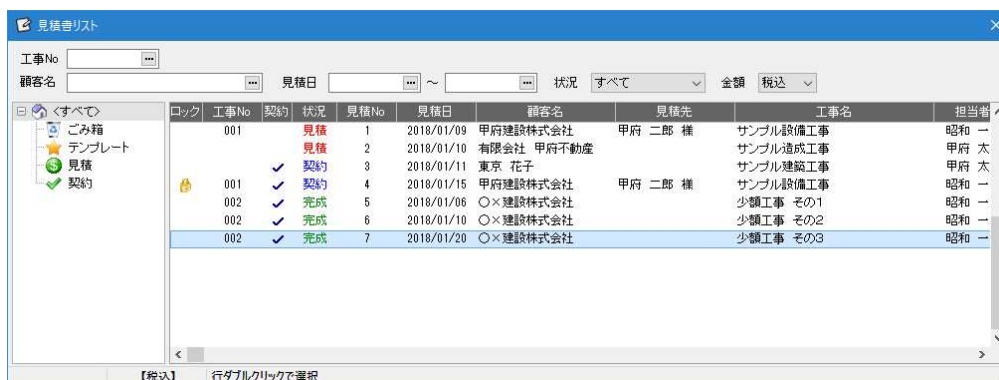 見積書リスト
工事No
顧客名 見積日 ～ 状況 すべて 金額 税込
<すべて>
ごみ箱
テンプレート
見積
契約
ロック 工事No 契約 状況 見積No 見積日 顧客名 見積先 工事名 担当者
001 見積 1 2018/01/09 甲府建設株式会社 甲府 二郎 様 サンプル設備工事 昭和 一
見積 2 2018/01/10 有限会社 甲府不動産 サンプル造成工事 甲府 太
契約 3 2018/01/11 東京 花子 サンプル建築工事 甲府 太
001 契約 4 2018/01/15 甲府建設株式会社 甲府 二郎 様 サンプル設備工事 昭和 一
002 完成 5 2018/01/06 ○×建設株式会社 少額工事 その1 昭和 一
002 完成 6 2018/01/10 ○×建設株式会社 少額工事 その2 昭和 一
002 完成 7 2018/01/20 ○×建設株式会社 少額工事 その3 昭和 一
【税込】 行ダブルクリックで選択